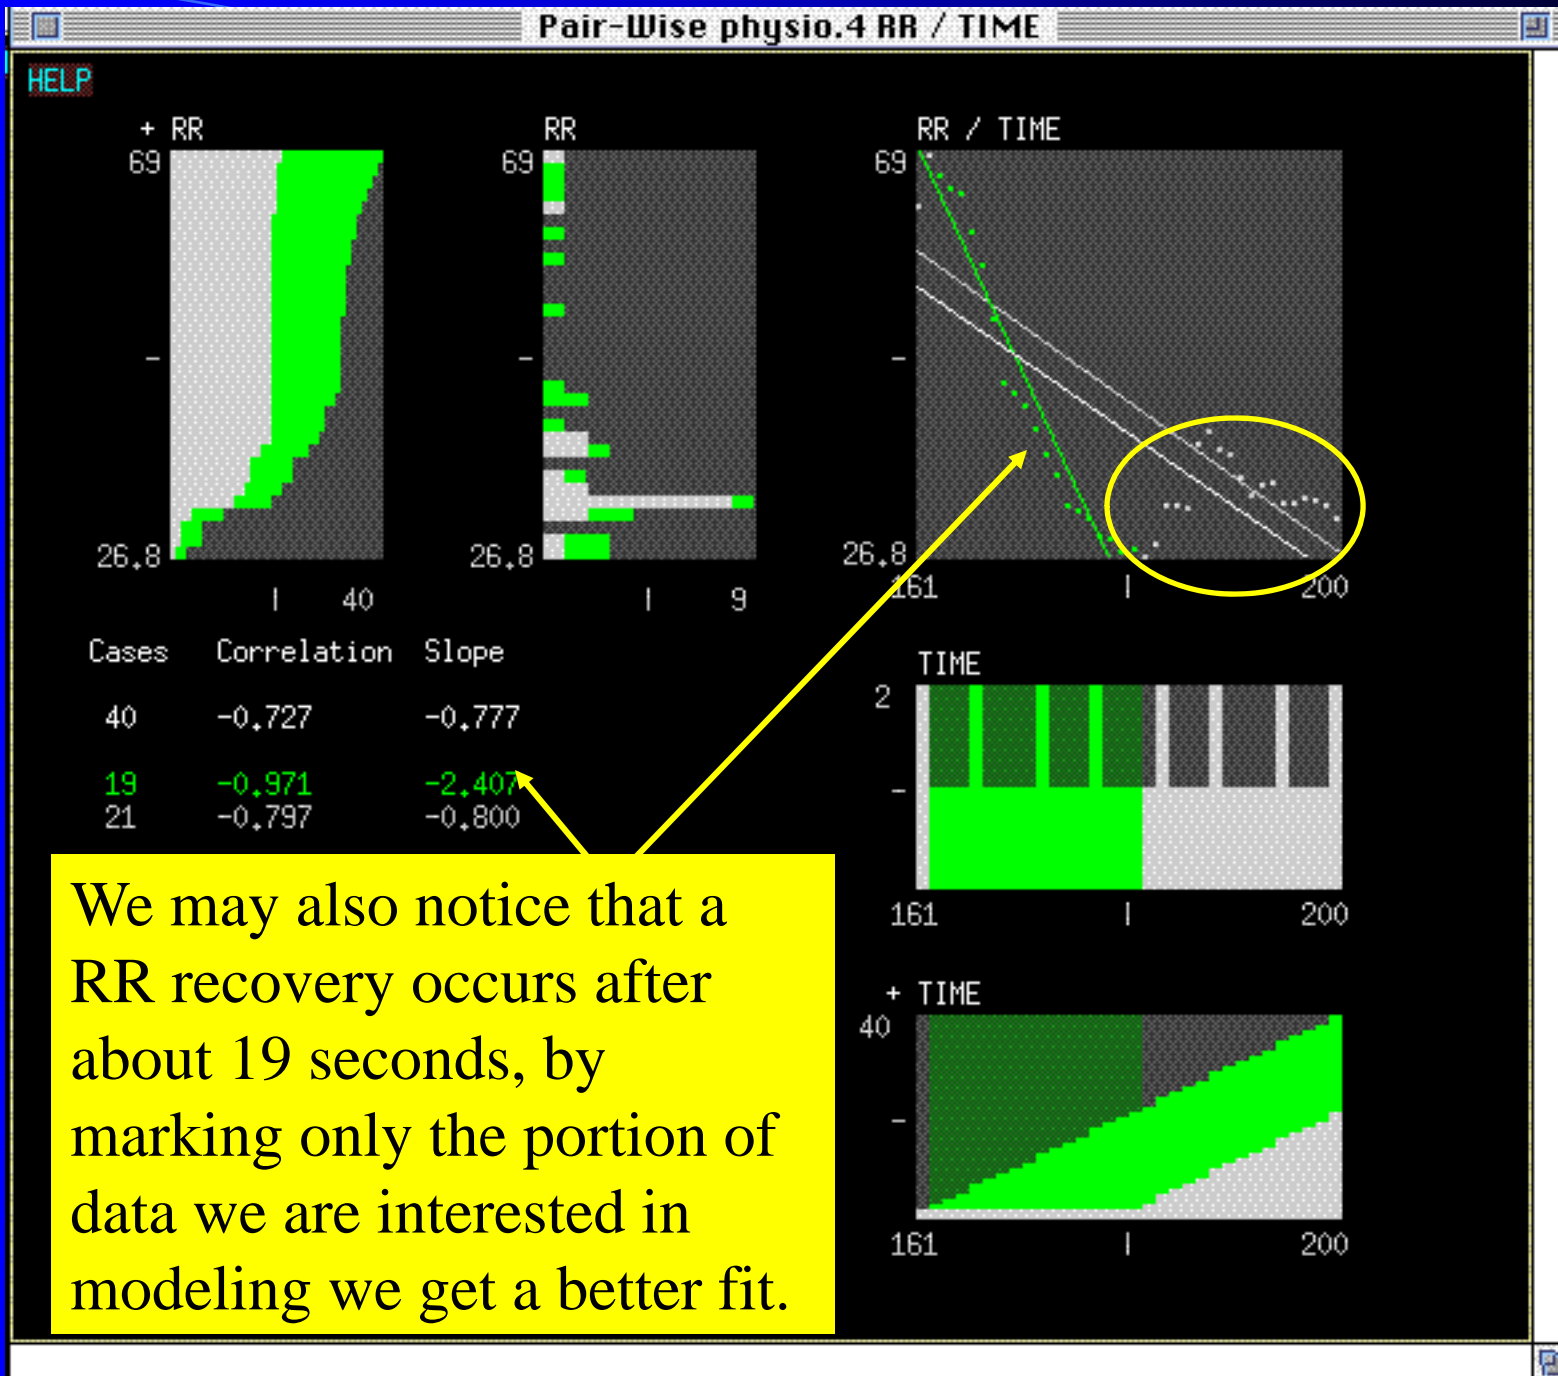 Pair-Wise physio.4 RR / TIME
HELP
+ RR
69
–
26.8
| 40
RR
69
–
26.8
| 9
RR / TIME
69
–
26.8
161 | 200
Cases Correlation Slope
40 -0.727 -0.777
19 -0.971 -2.407
21 -0.797 -0.800
TIME
2
–
161 | 200
+ TIME
40
–
161 | 200
We may also notice that a
RR recovery occurs after
about 19 seconds, by
marking only the portion of
data we are interested in
modeling we get a better fit.